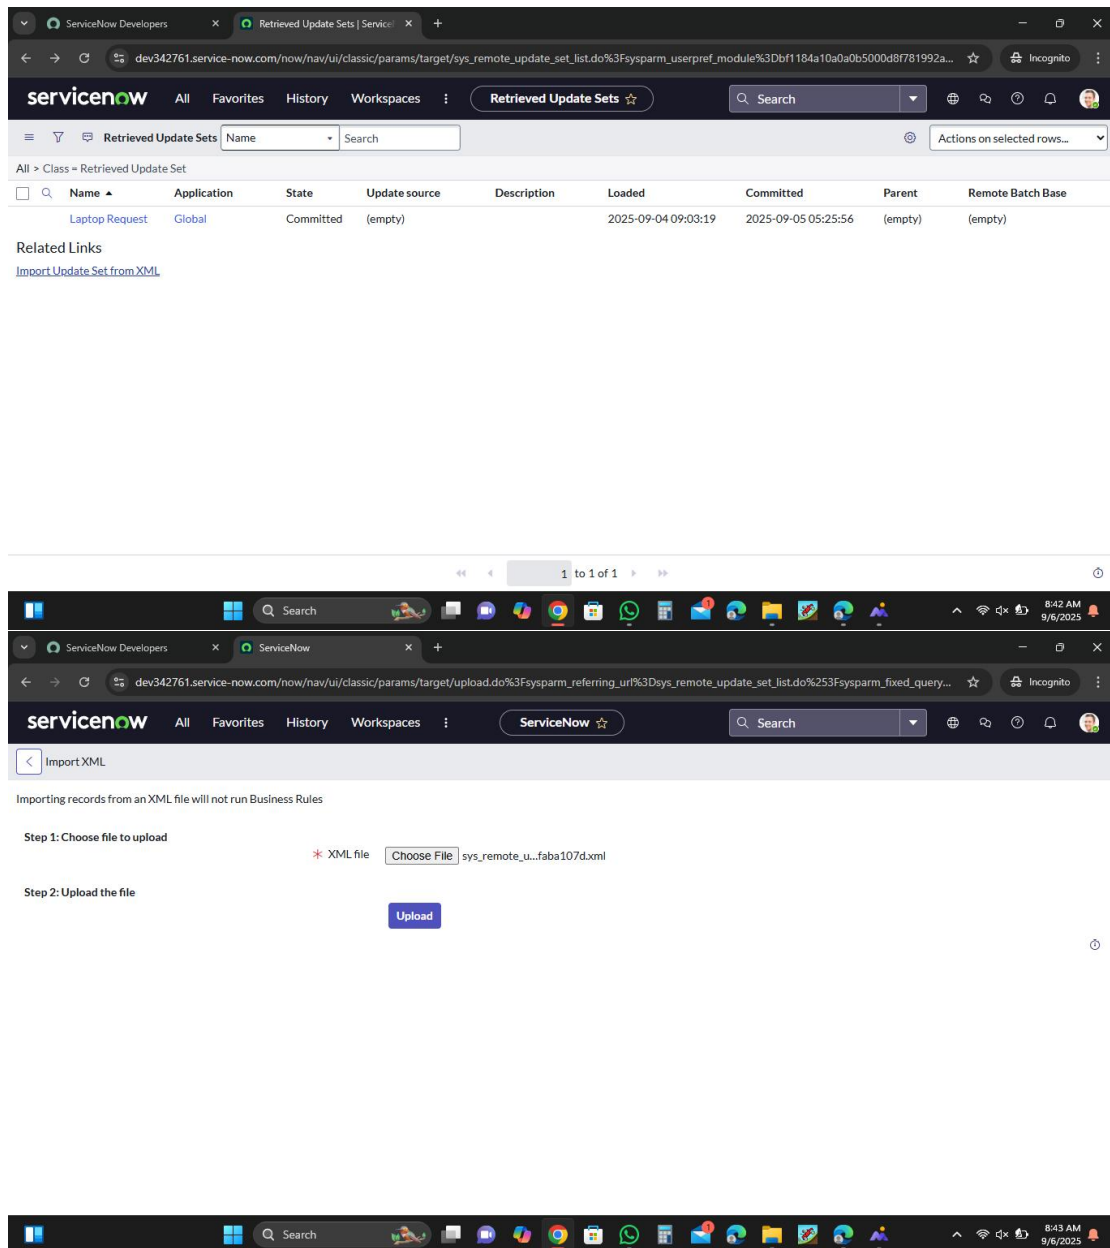 ServiceNow Developers
Retrieved Update Sets | Service
dev342761.service-now.com/now/nav/ui/classic/params/target/sys_remote_update_set_list.do%3Fsysparm_userpref_module%3Dbf1184a10a0a0b5000d8f781992a...
Incognito
servicenow All Favorites History Workspaces Retrieved Update Sets Search
Retrieved Update Sets Name Search Actions on selected rows...
All > Class = Retrieved Update Set
Name Application State Update source Description Loaded Committed Parent Remote Batch Base
Laptop Request Global Committed (empty) 2025-09-04 09:03:19 2025-09-05 05:25:56 (empty) (empty)
Related Links
Import Update Set from XML
1 to 1 of 1
Search 1 8:42 AM
9/6/2025
ServiceNow Developers
ServiceNow
dev342761.service-now.com/now/nav/ui/classic/params/target/upload.do%3Fsysparm_referring_url%3Dsys_remote_update_set_list.do%253Fsysparm_fixed_query...
Incognito
servicenow All Favorites History Workspaces ServiceNow Search
Import XML
Importing records from an XML file will not run Business Rules
Step 1: Choose file to upload
XML file Choose File sys_remote_u...faba107d.xml
Step 2: Upload the file
Upload
Search 1 8:43 AM
9/6/2025